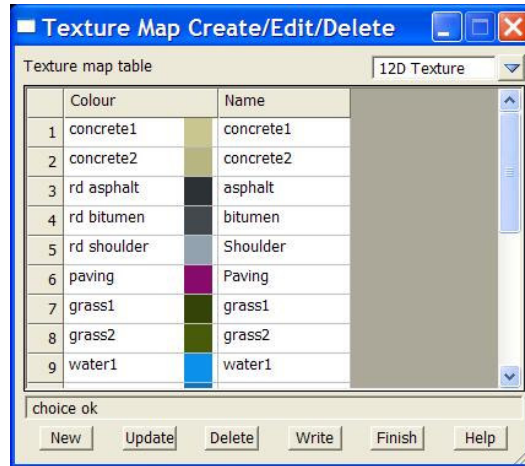 Texture Map Create/Edit/Delete
Texture map table 12D Texture
Colour Name
1 concrete1 concrete1
2 concrete2 concrete2
3 rd asphalt asphalt
4 rd bitumen bitumen
5 rd shoulder Shoulder
6 paving Paving
7 grass1 grass1
8 grass2 grass2
9 water1 water1
choice ok
New Update Delete Write Finish Help